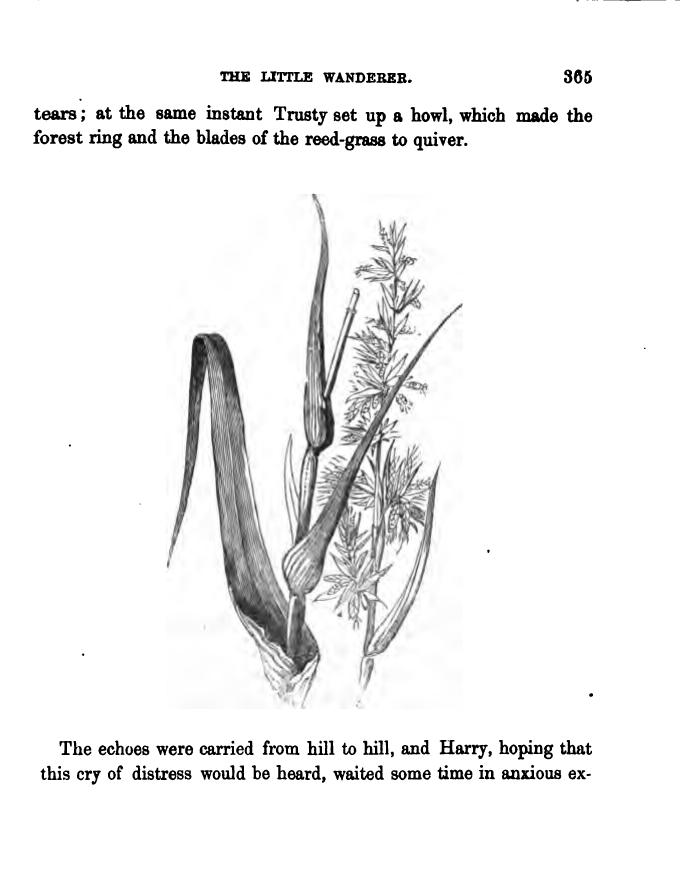 THE LITTLE WANDERER. 365
tears; at the same instant Trusty set up a howl, which made the
forest ring and the blades of the reed-grass to quiver.
The echoes were carried from hill to hill, and Harry, hoping that
this cry of distress would be heard, waited some time in anxious ex-